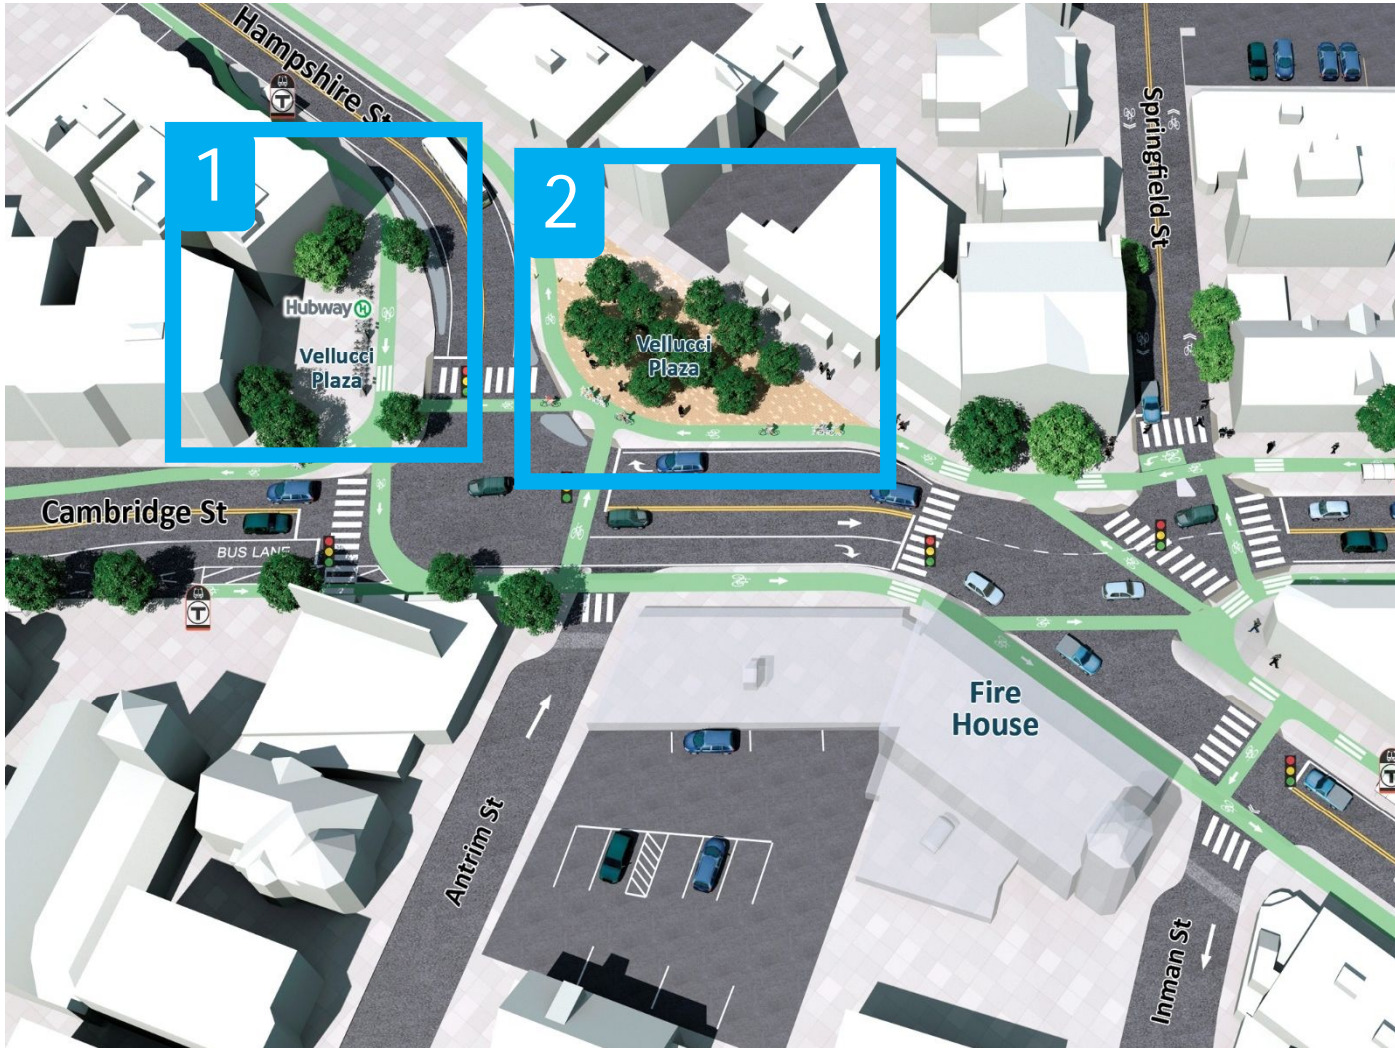 Hampshire St
T
1
2
Springfield St
Hubway H
Vellucci
Plaza
Vellucci
Plaza
Cambridge St
BUS LANE
T
Fire
House
T
Antrim St
Inman St